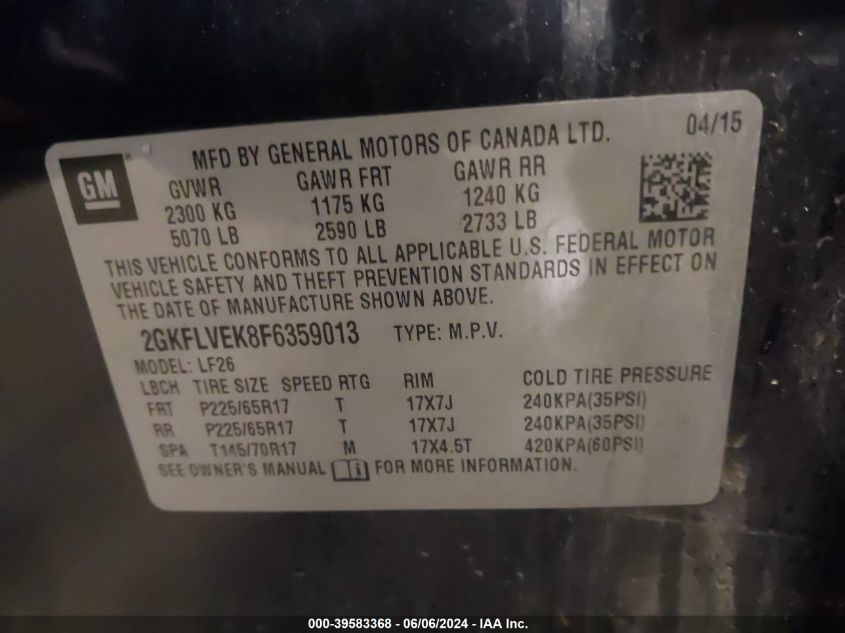 MFD BY GENERAL MOTORS OF CANADA LTD. 04/15
GM
GVWR GAWR FRT GAWR RR
2300 KG 1175 KG 1240 KG
5070 LB 2590 LB 2733 LB
THIS VEHICLE CONFORMS TO ALL APPLICABLE U.S. FEDERAL MOTOR
VEHICLE SAFETY AND THEFT PREVENTION STANDARDS IN EFFECT ON
THE DATE OF MANUFACTURE SHOWN ABOVE.
2GKFLVEK8F6359013 TYPE: M.P.V.
MODEL: LF26
LBCH TIRE SIZE SPEED RTG RIM COLD TIRE PRESSURE
FRT P225/65R17 T 17X7J 240KPA(35PSI)
RR P225/65R17 T 17X7J 240KPA(35PSI)
SPA T145/70R17 M 17X4.5T 420KPA(60PSI)
SEE OWNER'S MANUAL i FOR MORE INFORMATION.
000-39583368 - 06/06/2024 - IAA Inc.